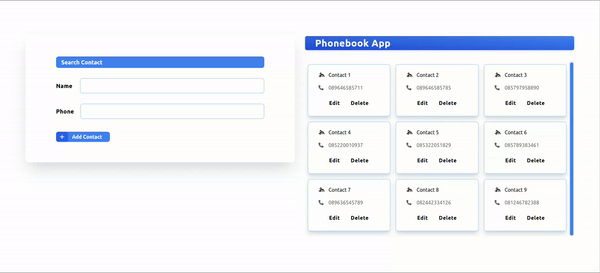 Search Contact
Name
Phone
+ Add Contact
Phonebook App
Contact 1
089646585711
Edit Delete
Contact 2
089646585785
Edit Delete
Contact 3
085797958890
Edit Delete
Contact 4
085220010937
Edit Delete
Contact 5
085322051829
Edit Delete
Contact 6
085789383461
Edit Delete
Contact 7
089636545789
Edit Delete
Contact 8
082442334126
Edit Delete
Contact 9
081246782388
Edit Delete